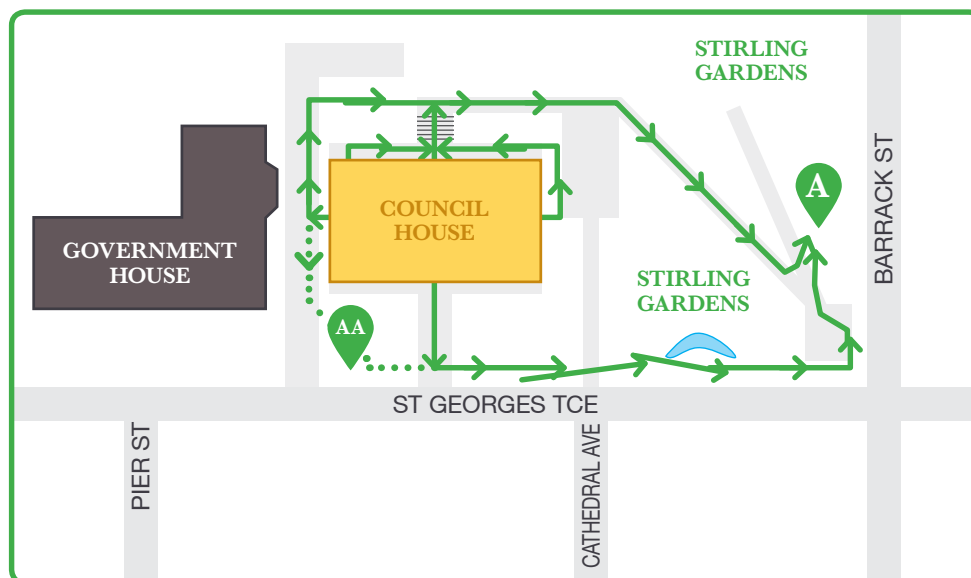 STIRLING
GARDENS
A
BARRACK ST
COUNCIL
HOUSE
GOVERNMENT
HOUSE
STIRLING
GARDENS
AA
ST GEORGES TCE
PIER ST
CATHEDRAL AVE